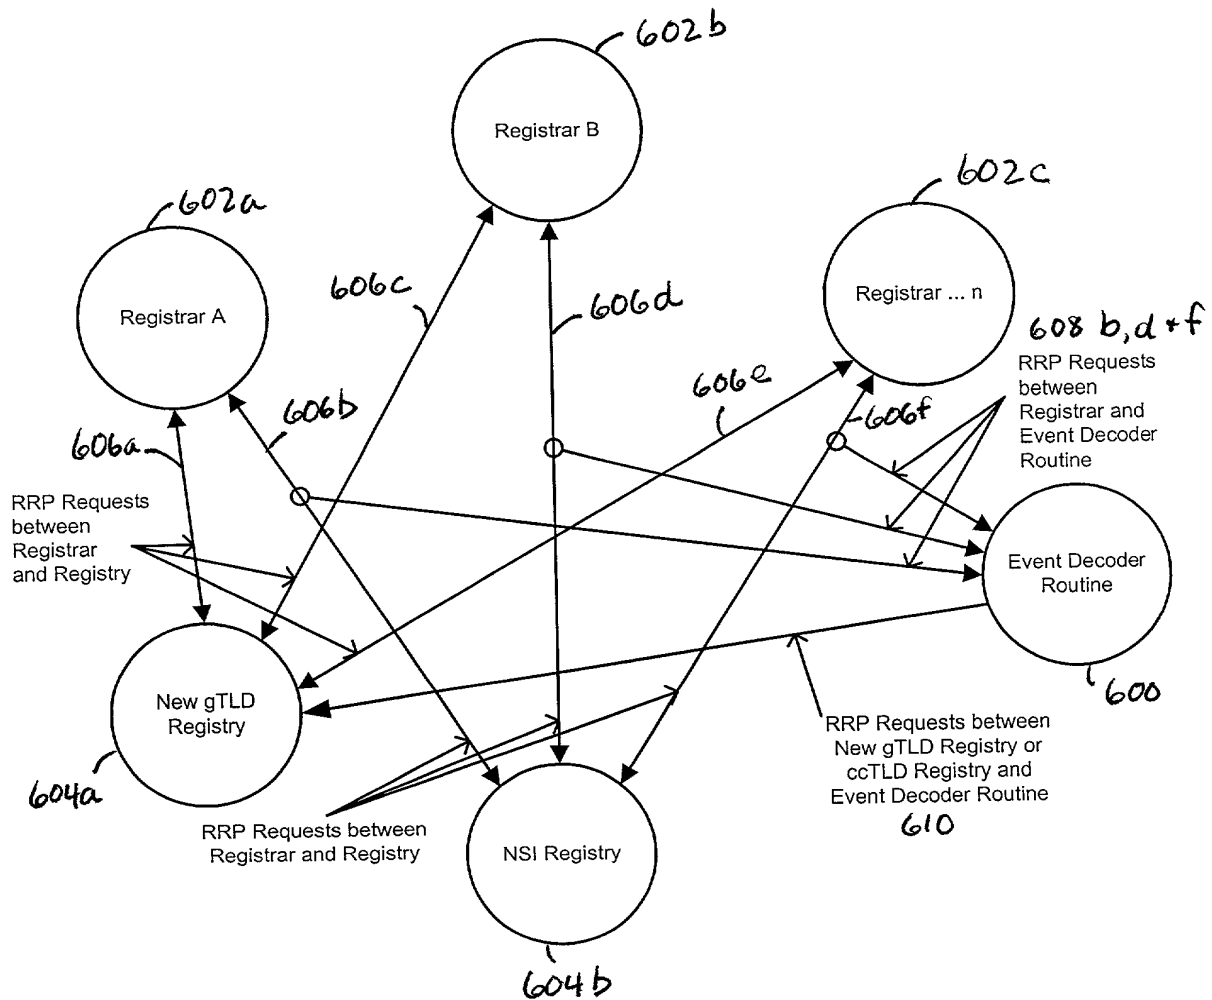 602b
Registrar B
602c
602a
Registrar A
Registrar ... n
606c
606d
608 b, d + f
RRP Requests
between
Registrar and
Event Decoder
Routine
606e
606b
606f
606a
RRP Requests
between
Registrar
and Registry
Event Decoder
Routine
600
New gTLD
Registry
RRP Requests between
New gTLD Registry or
ccTLD Registry and
Event Decoder Routine
610
604a
RRP Requests between
Registrar and Registry
NSI Registry
604b